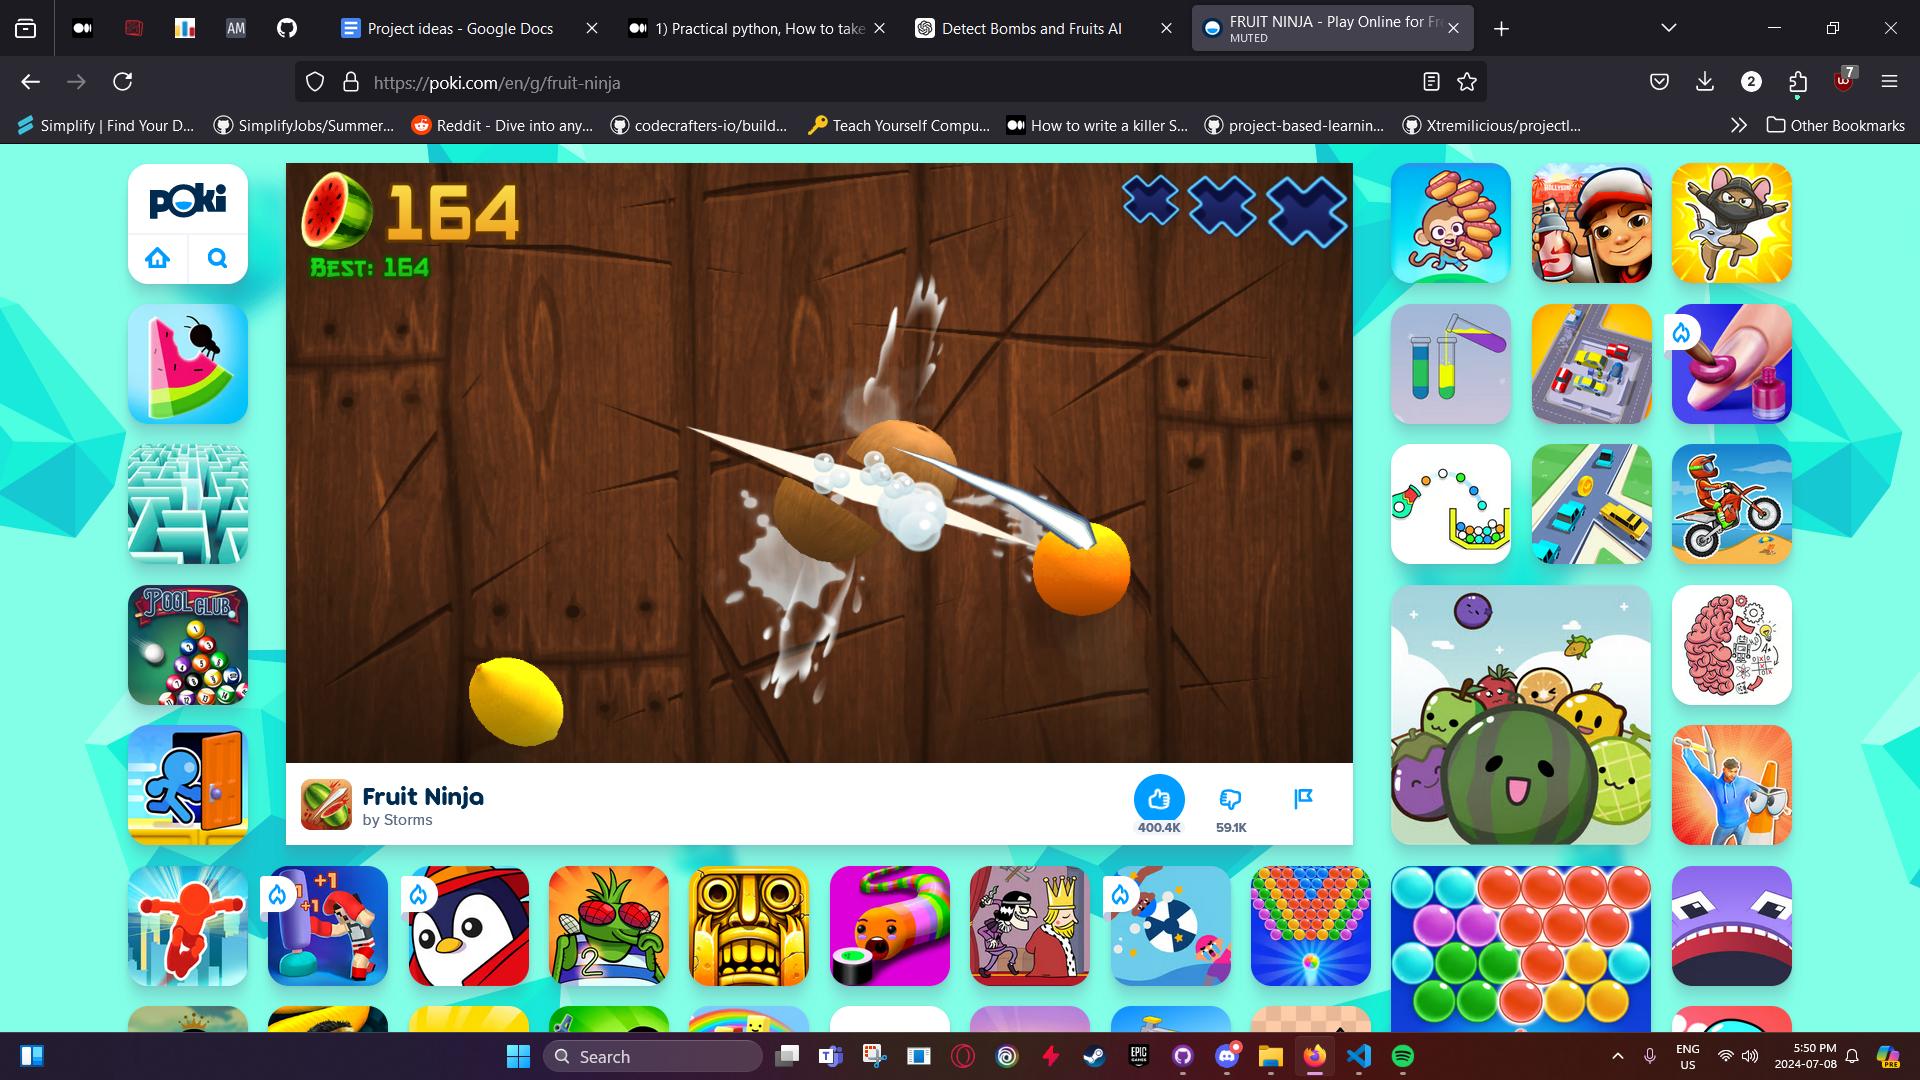 Project ideas - Google Docs
1) Practical python, How to take
Detect Bombs and Fruits AI
FRUIT NINJA - Play Online for Fr
MUTED
AM
https://poki.com/en/g/fruit-ninja
2
7
Simplify | Find Your D...
SimplifyJobs/Summer...
Reddit - Dive into any...
codecrafters-io/build...
Teach Yourself Compu...
How to write a killer S...
project-based-learnin...
Xtremilicious/projectl...
Other Bookmarks
poki
164
BEST: 164
POOL CLUB
Fruit Ninja
by Storms
400.4K
59.1K
+1
+1
2
Search
EPIC
GAMES
ENG
US
5:50 PM
2024-07-08
PRE